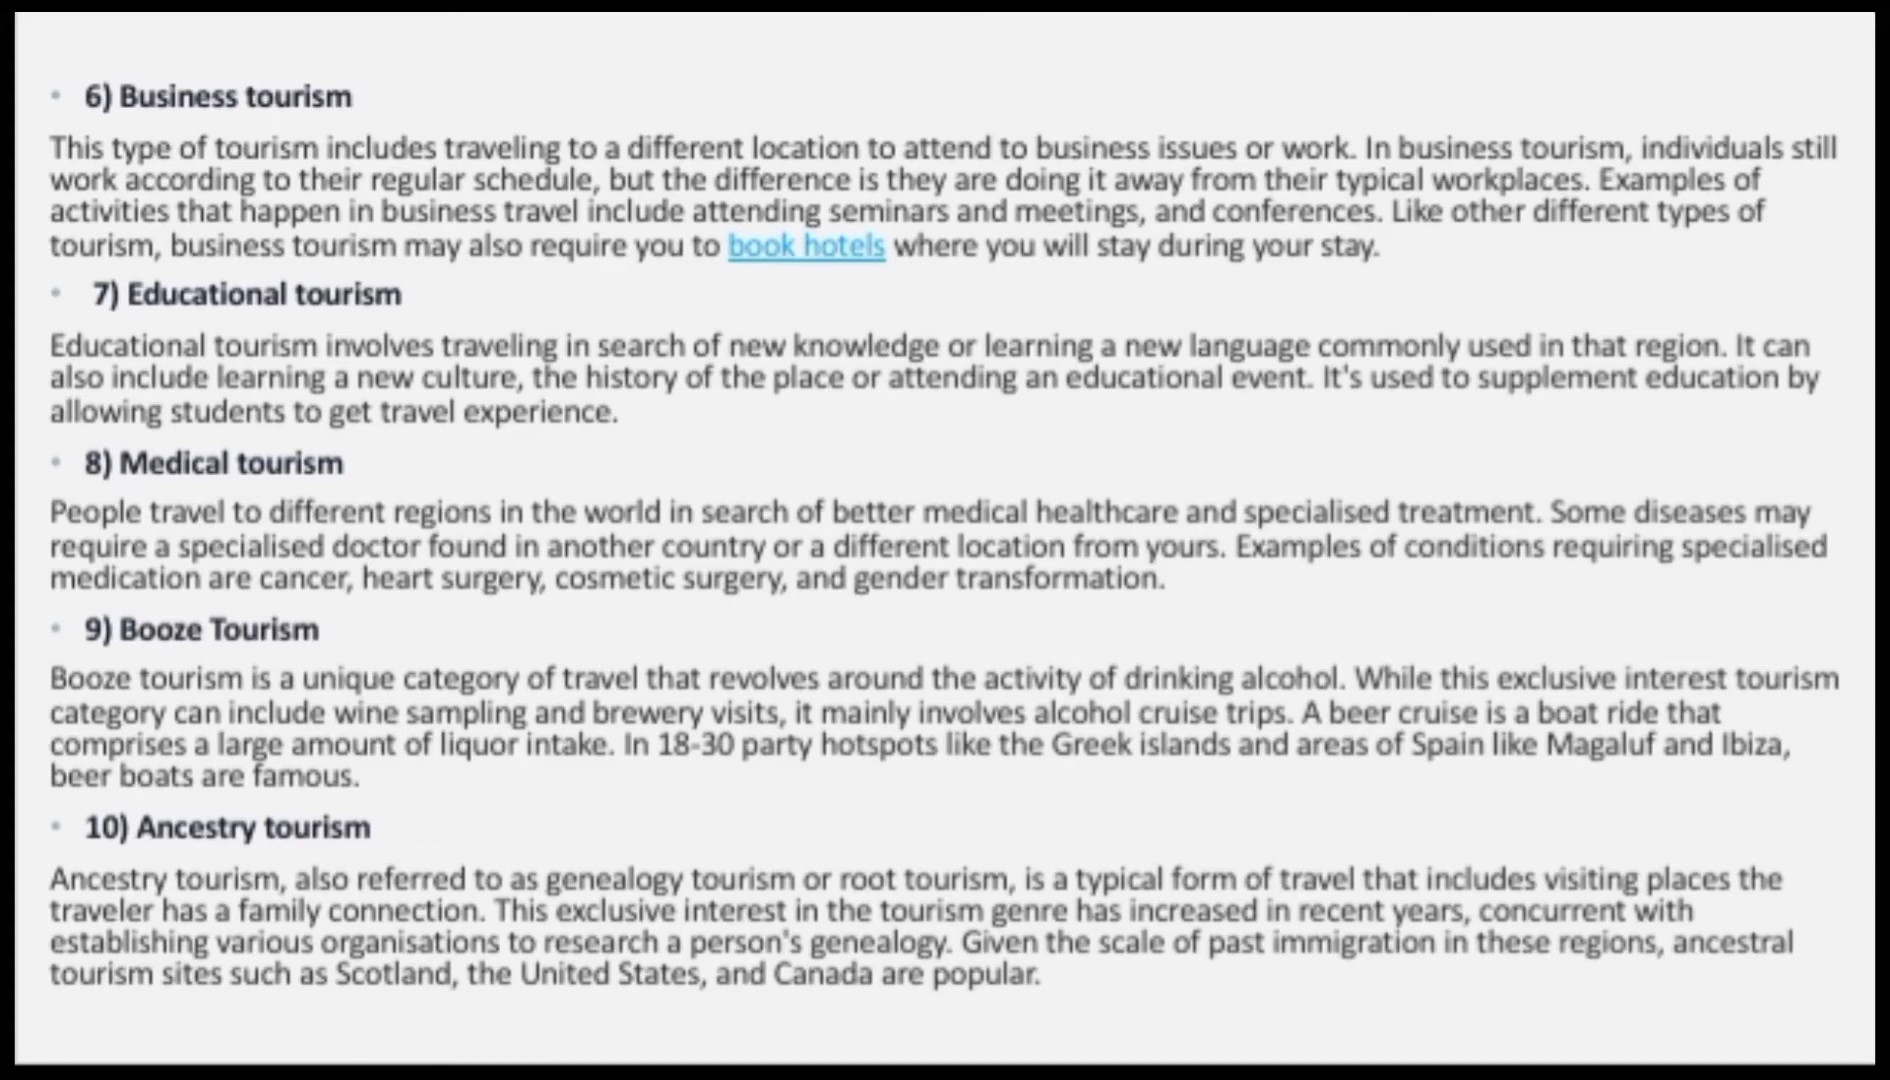 • 6) Business tourism
This type of tourism includes traveling to a different location to attend to business issues or work. In business tourism, individuals still
work according to their regular schedule, but the difference is they are doing it away from their typical workplaces. Examples of
activities that happen in business travel include attending seminars and meetings, and conferences. Like other different types of
tourism, business tourism may also require you to book hotels where you will stay during your stay.
• 7) Educational tourism
Educational tourism involves traveling in search of new knowledge or learning a new language commonly used in that region. It can
also include learning a new culture, the history of the place or attending an educational event. It's used to supplement education by
allowing students to get travel experience.
• 8) Medical tourism
People travel to different regions in the world in search of better medical healthcare and specialised treatment. Some diseases may
require a specialised doctor found in another country or a different location from yours. Examples of conditions requiring specialised
medication are cancer, heart surgery, cosmetic surgery, and gender transformation.
• 9) Booze Tourism
Booze tourism is a unique category of travel that revolves around the activity of drinking alcohol. While this exclusive interest tourism
category can include wine sampling and brewery visits, it mainly involves alcohol cruise trips. A beer cruise is a boat ride that
comprises a large amount of liquor intake. In 18-30 party hotspots like the Greek islands and areas of Spain like Magaluf and Ibiza,
beer boats are famous.
• 10) Ancestry tourism
Ancestry tourism, also referred to as genealogy tourism or root tourism, is a typical form of travel that includes visiting places the
traveler has a family connection. This exclusive interest in the tourism genre has increased in recent years, concurrent with
establishing various organisations to research a person's genealogy. Given the scale of past immigration in these regions, ancestral
tourism sites such as Scotland, the United States, and Canada are popular.